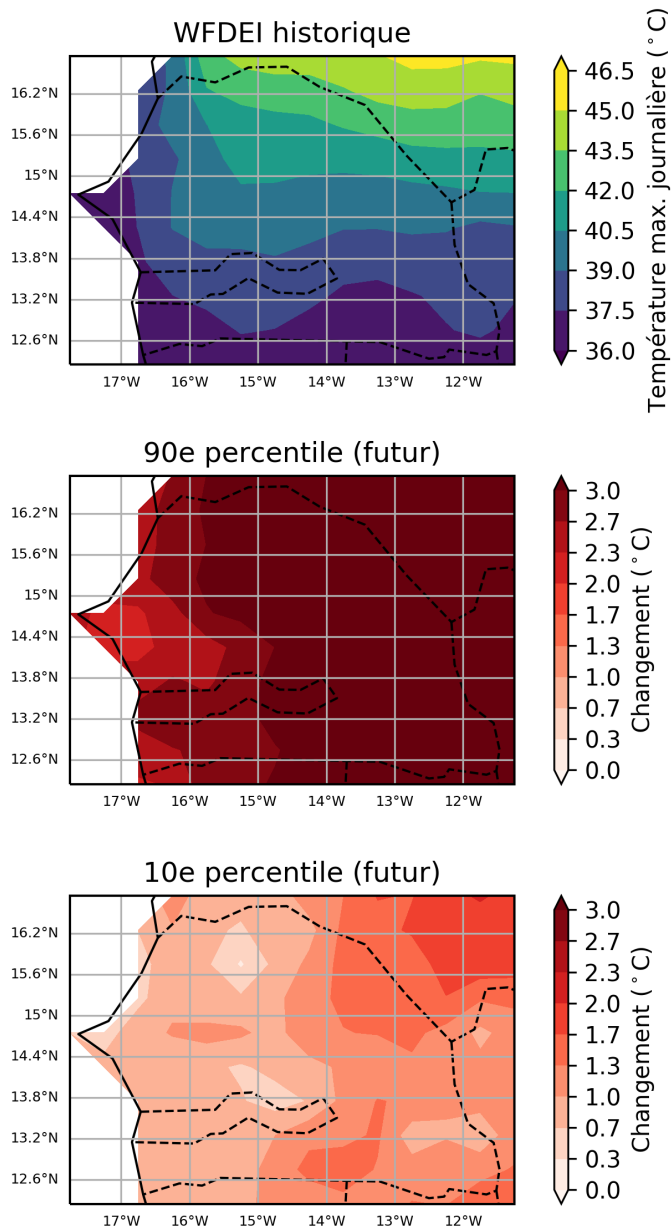 WFDEI historique
16.2°N
15.6°N
15°N
14.4°N
13.8°N
13.2°N
12.6°N
17°W 16°W 15°W 14°W 13°W 12°W
46.5
45.0
43.5
42.0
40.5
39.0
37.5
36.0
Température max. journalière (°C)
90e percentile (futur)
16.2°N
15.6°N
15°N
14.4°N
13.8°N
13.2°N
12.6°N
17°W 16°W 15°W 14°W 13°W 12°W
3.0
2.7
2.3
2.0
1.7
1.3
1.0
0.7
0.3
0.0
Changement (°C)
10e percentile (futur)
16.2°N
15.6°N
15°N
14.4°N
13.8°N
13.2°N
12.6°N
17°W 16°W 15°W 14°W 13°W 12°W
3.0
2.7
2.3
2.0
1.7
1.3
1.0
0.7
0.3
0.0
Changement (°C)